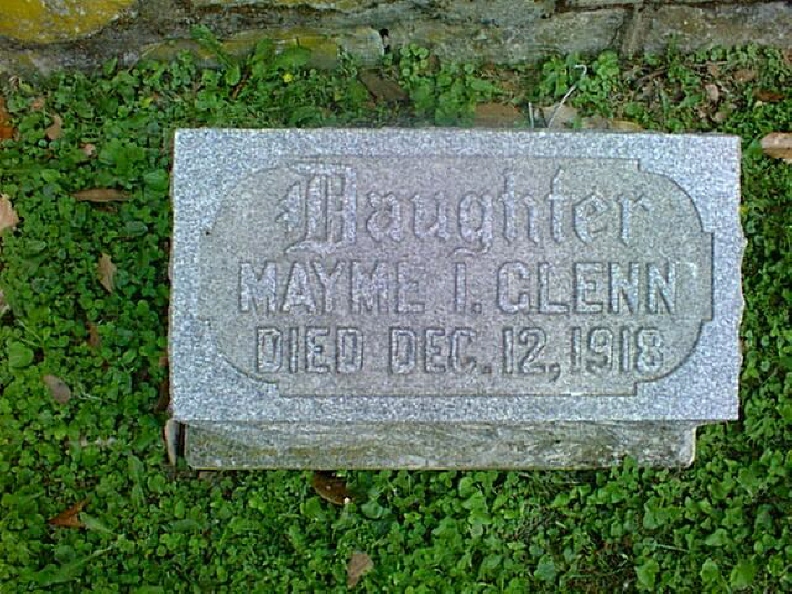 Daughter
MAYME I. GLENN
DIED DEC. 12, 1918